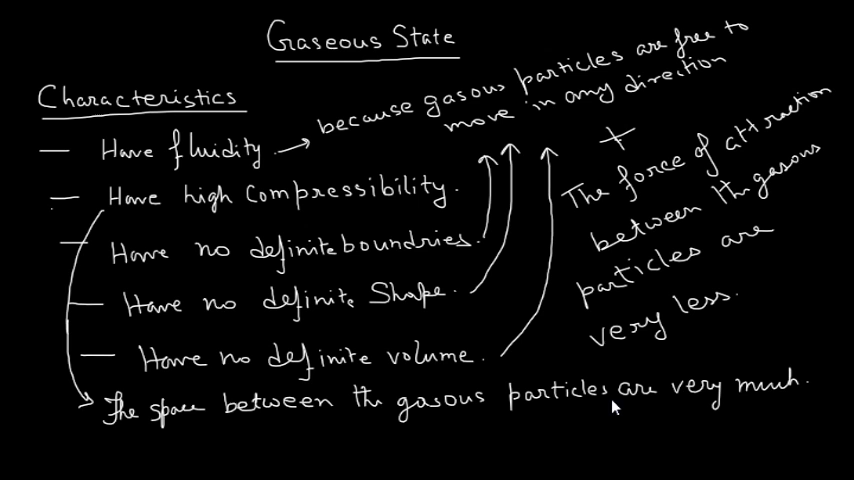 Gaseous State
Characteristics
— Have fluidity → because gasous particles are free to
move in any direction
+
The force of attraction
between th gasous
particles are
very less.
— Have high Compressibility.
— Have no definite boundries.
— Have no definite Shape.
— Have no definite volume.
The space between th gasous particles are very much.